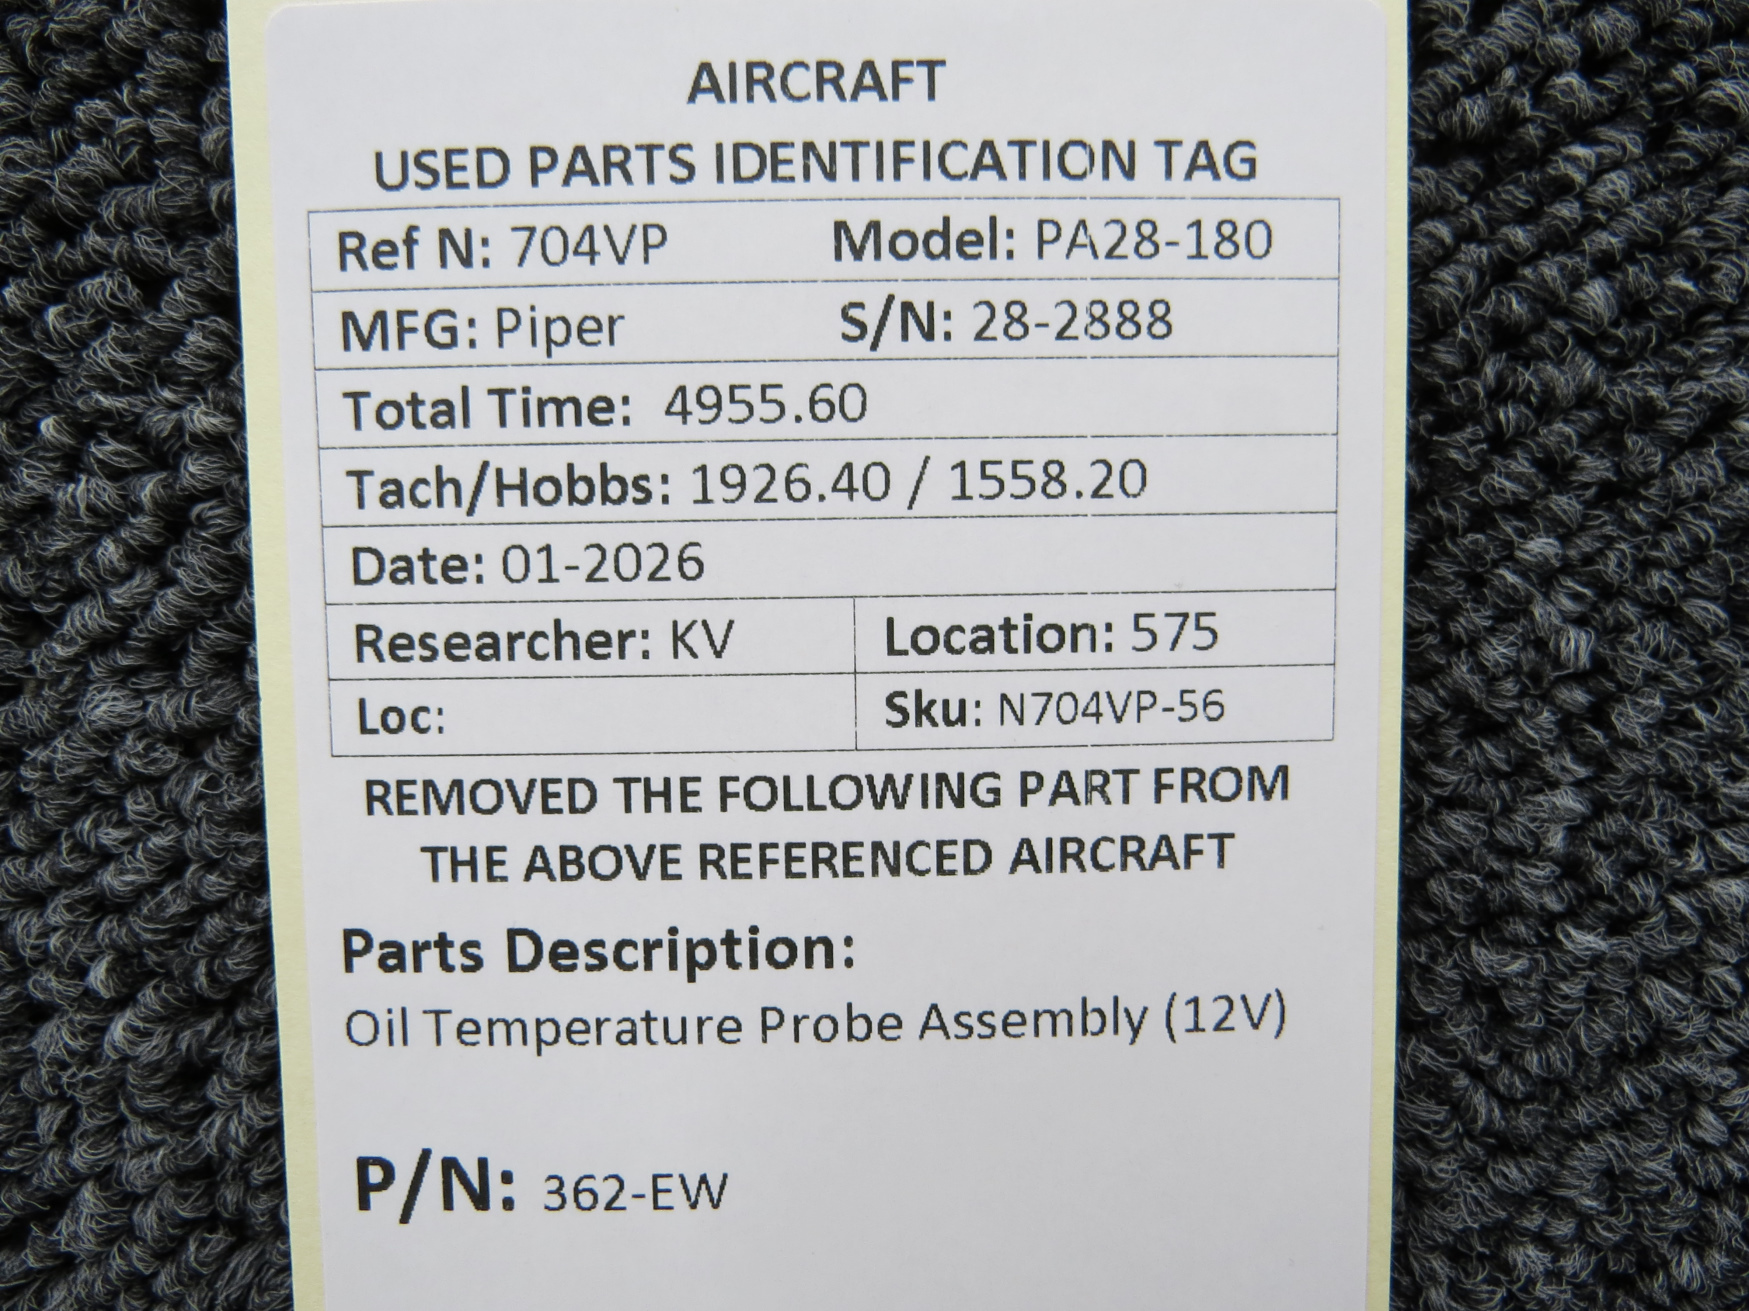 AIRCRAFT
USED PARTS IDENTIFICATION TAG
Ref N: 704VP Model: PA28-180
MFG: Piper S/N: 28-2888
Total Time: 4955.60
Tach/Hobbs: 1926.40 / 1558.20
Date: 01-2026
Researcher: KV Location: 575
Loc: Sku: N704VP-56
REMOVED THE FOLLOWING PART FROM
THE ABOVE REFERENCED AIRCRAFT
Parts Description:
Oil Temperature Probe Assembly (12V)
P/N: 362-EW